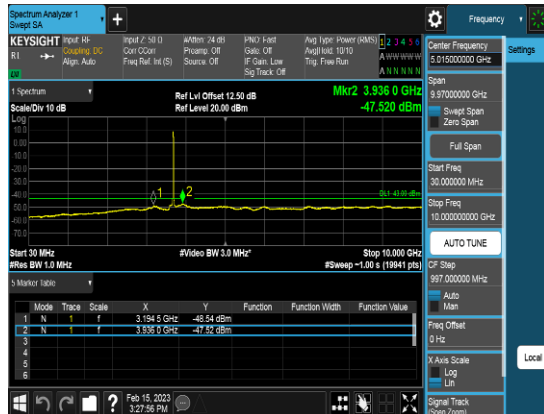 Spectrum Analyzer 1
Swept SA
Frequency
KEYSIGHT
Input: RF
Coupling: DC
Align: Auto
Input Z: 50 Ω
Corr CCorr
Freq Ref: Int (S)
#Atten: 24 dB
Preamp: Off
Source: Off
PNO: Fast
Gate: Off
IF Gain: Low
Sig Track: Off
Avg Type: Power (RMS)
Avg|Hold: 10/10
Trig: Free Run
1 2 3 4 5 6
A W W W W W
A N N N N N
1 Spectrum
Scale/Div 10 dB
Ref Lvl Offset 12.50 dB
Ref Level 20.00 dBm
Mkr2 3.936 0 GHz
-47.520 dBm
Log
10.0
0.00
-10.0
-20.0
-30.0
-40.0
-50.0
-60.0
-70.0
1
2
DL1 -43.00 dBm
Start 30 MHz
#Res BW 1.0 MHz
#Video BW 3.0 MHz*
Stop 10.000 GHz
#Sweep ~1.00 s (19941 pts)
5 Marker Table
Mode Trace Scale X Y Function Function Width Function Value
1 N 1 f 3.194 5 GHz -48.54 dBm
2 N 1 f 3.936 0 GHz -47.52 dBm
3
4
5
6
Feb 15, 2023
3:27:56 PM
Center Frequency
5.015000000 GHz
Span
9.97000000 GHz
Swept Span
Zero Span
Full Span
Start Freq
30.000000 MHz
Stop Freq
10.000000000 GHz
AUTO TUNE
CF Step
997.000000 MHz
Auto
Man
Freq Offset
0 Hz
X Axis Scale
Log
Lin
Signal Track
(Span Zoom)
Settings
Local